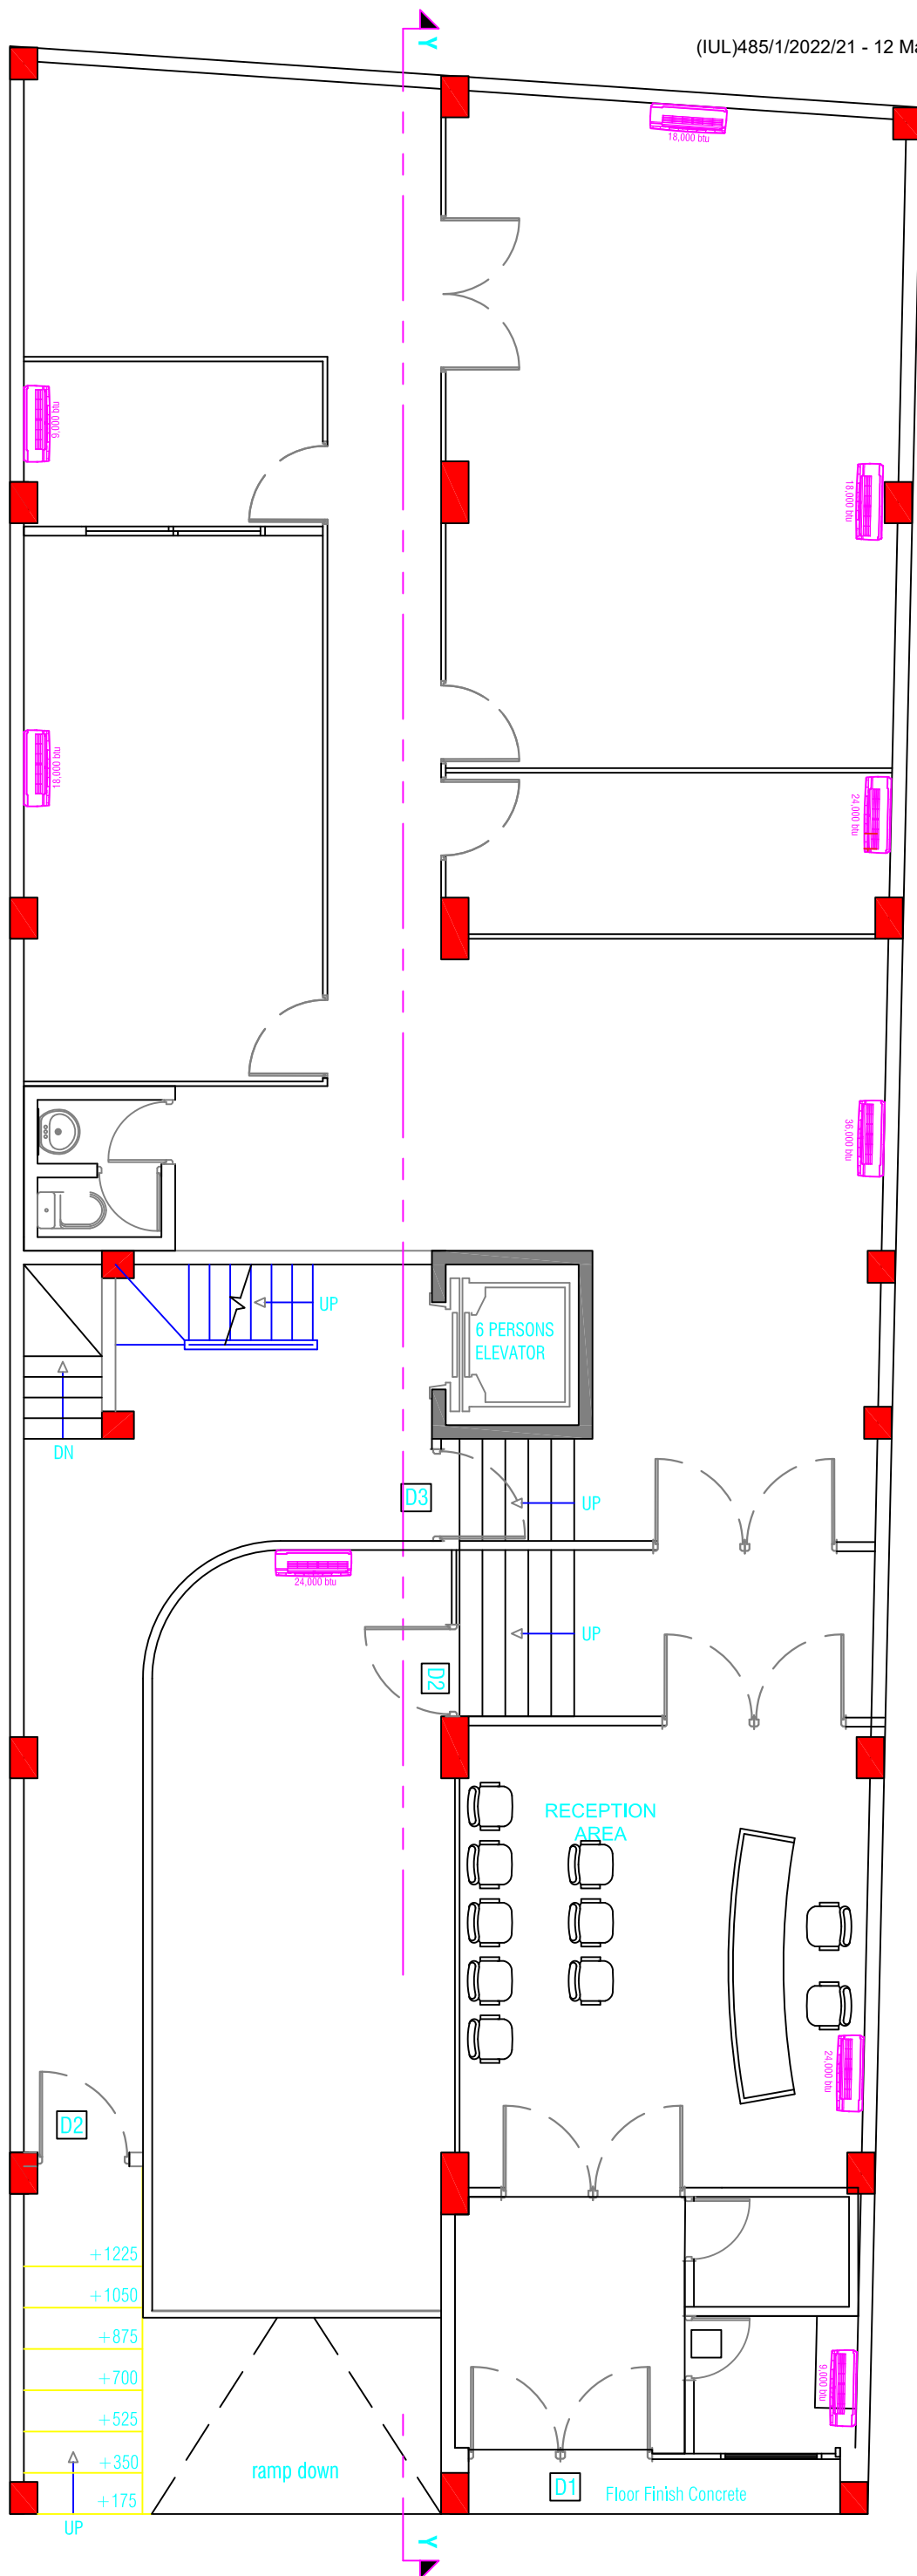 Y
(IUL)485/1/2022/21 - 12 Ma
18,000 btu
9,000 btu
18,000 btu
18,000 btu
24,000 btu
36,000 btu
UP
6 PERSONS
ELEVATOR
DN
D3
UP
24,000 btu
UP
D2
RECEPTION
AREA
24,000 btu
D2
+1225
+1050
+875
+700
+525
+350
+175
UP
9,000 btu
ramp down
D1
Floor Finish Concrete
Y